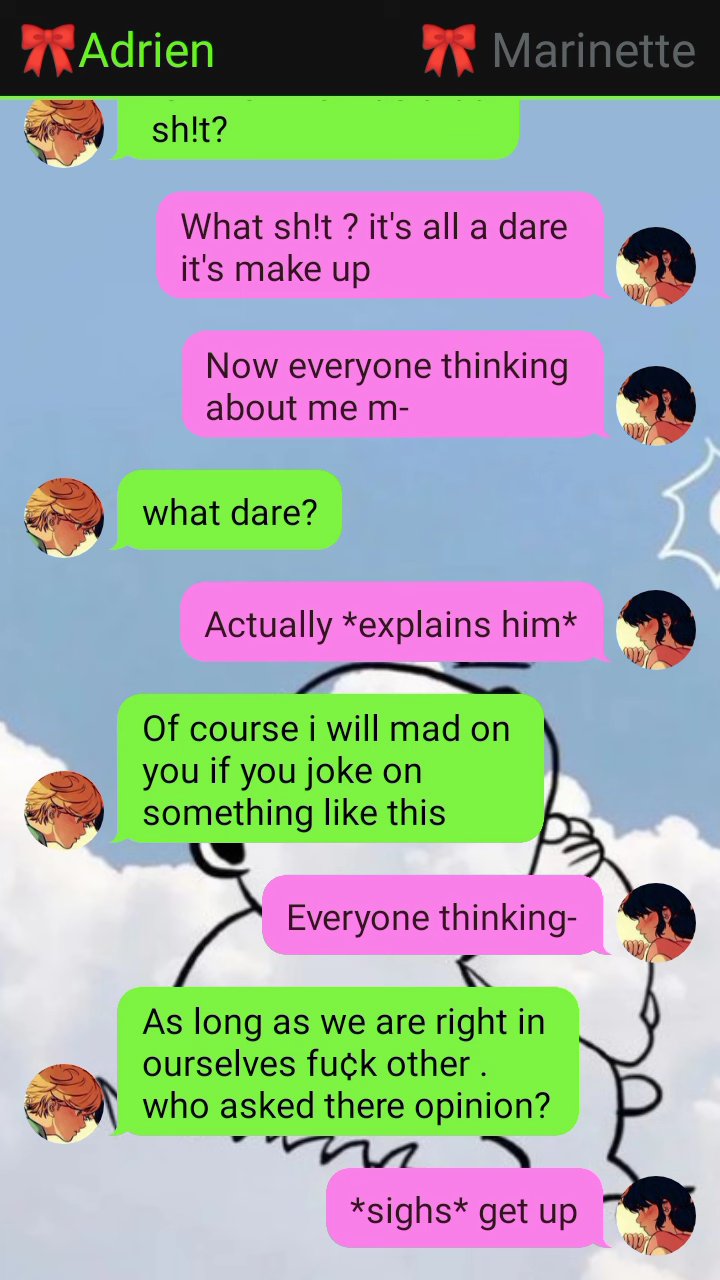 🎀Adrien
🎀 Marinette
sh!t?
What sh!t ? it's all a dare
it's make up
Now everyone thinking
about me m-
what dare?
Actually *explains him*
Of course i will mad on
you if you joke on
something like this
Everyone thinking-
As long as we are right in
ourselves fu¢k other .
who asked there opinion?
*sighs* get up